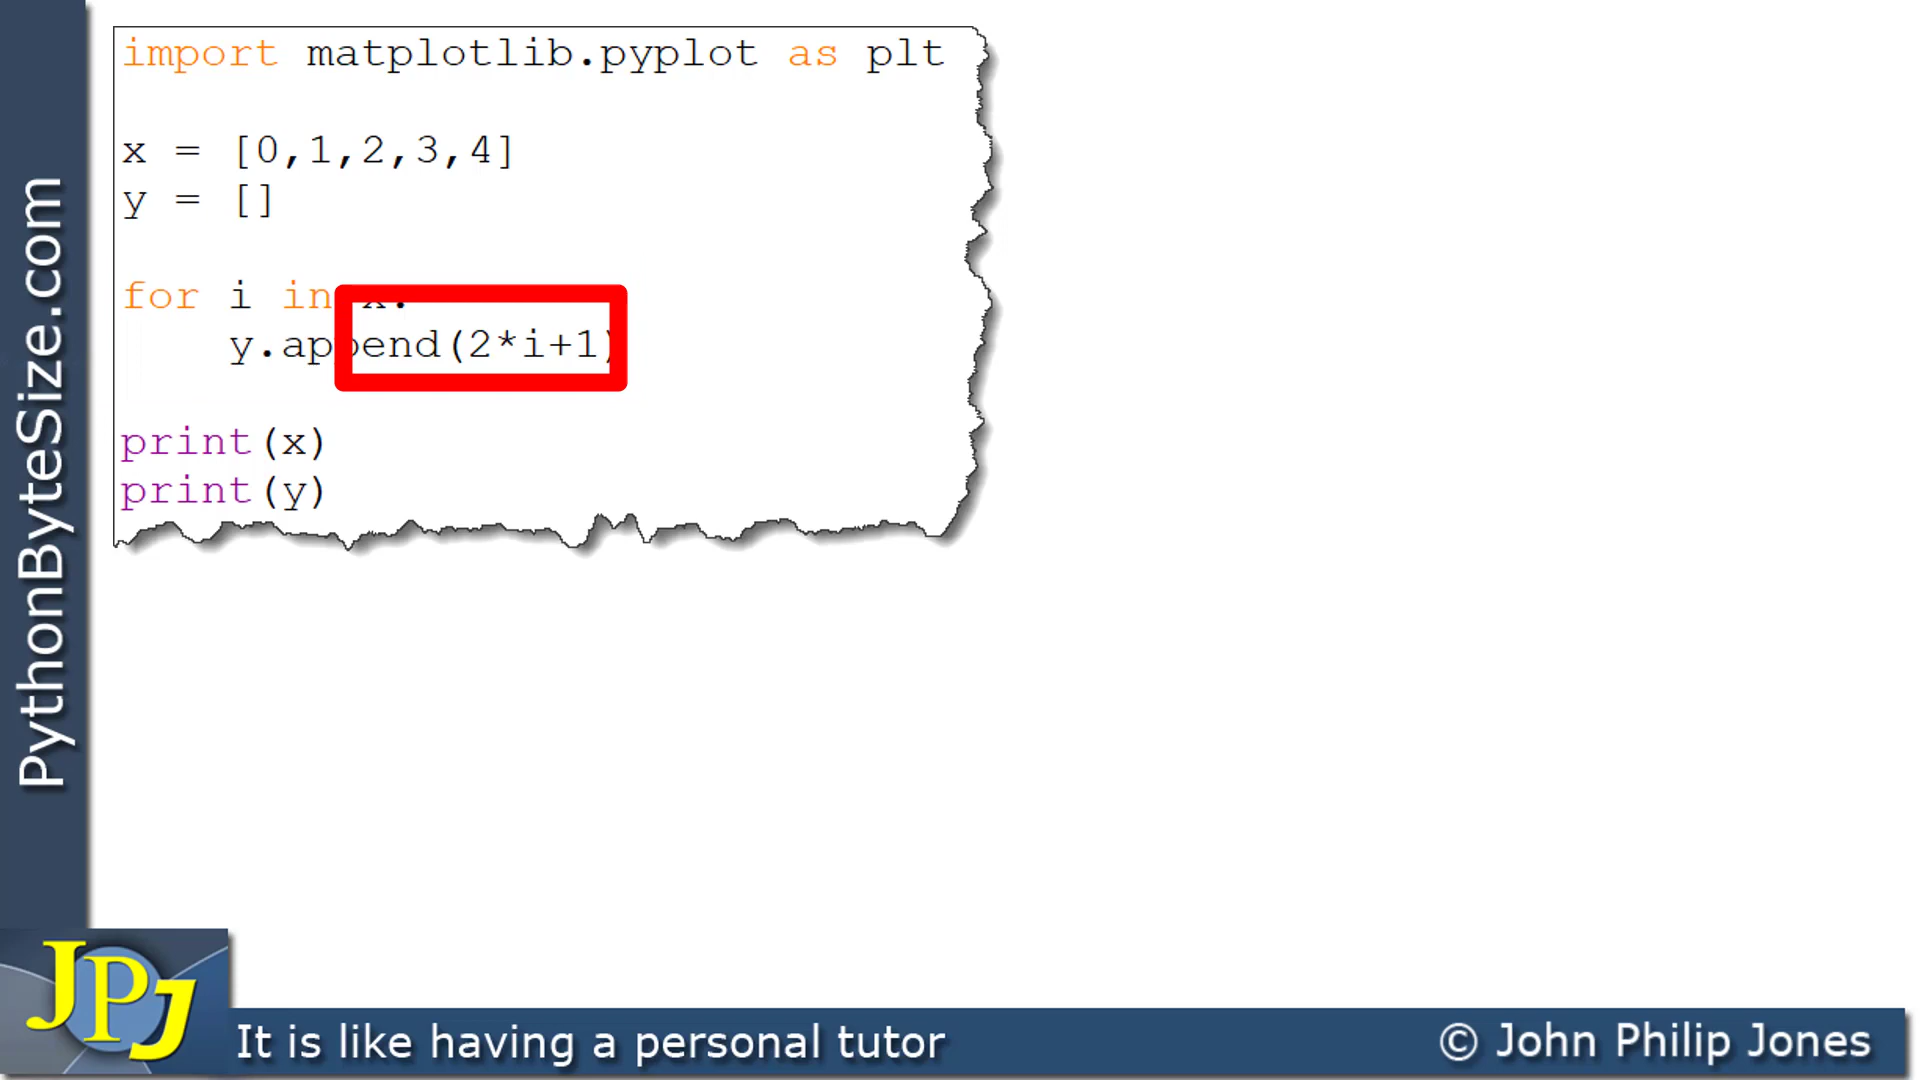 import matplotlib.pyplot as plt
x = [0,1,2,3,4]
y = []
for i in x:
y.append(2*i+1)
print(x)
print(y)
PythonByteSize.com
JPJ
It is like having a personal tutor
© John Philip Jones